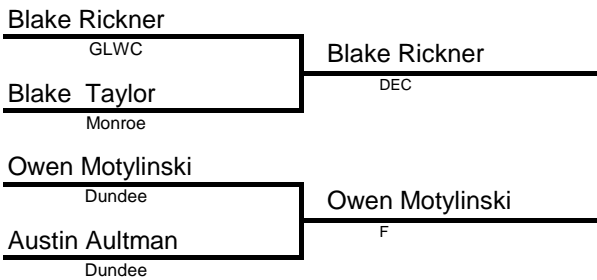 Blake Rickner
GLWC
Blake Rickner
DEC
Blake Taylor
Monroe
Owen Motylinski
Dundee
Owen Motylinski
F
Austin Aultman
Dundee